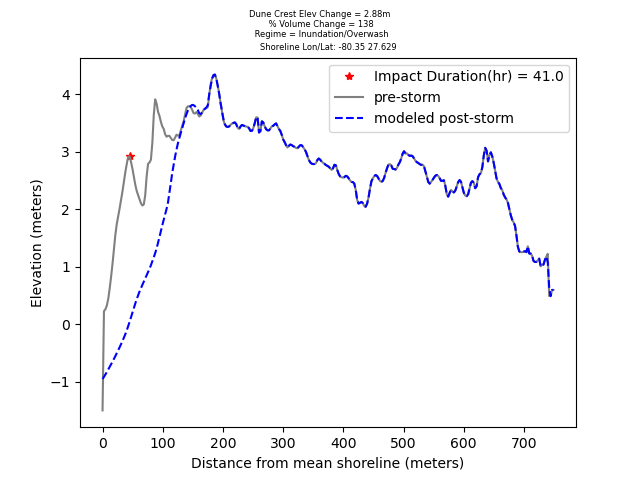 Dune Crest Elev Change = 2.88m
% Volume Change = 138
Regime = Inundation/Overwash
Shoreline Lon/Lat: -80.35 27.629
Impact Duration(hr) = 41.0
pre-storm
modeled post-storm
4
3
2
1
0
−1
Elevation (meters)
0 100 200 300 400 500 600 700
Distance from mean shoreline (meters)